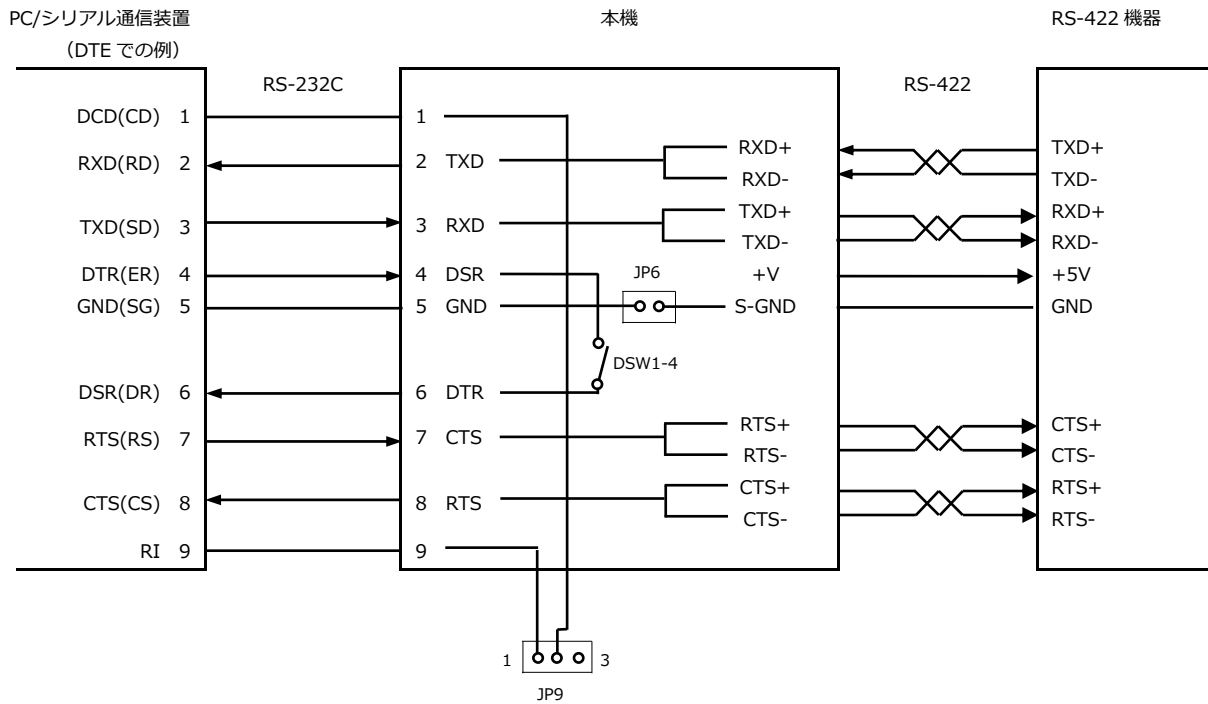 PC/シリアル通信装置
（DTE での例）
本機
RS-422 機器
RS-232C
RS-422
DCD(CD) 1
RXD(RD) 2
TXD(SD) 3
DTR(ER) 4
GND(SG) 5
DSR(DR) 6
RTS(RS) 7
CTS(CS) 8
RI 9
1
2 TXD
3 RXD
4 DSR
5 GND
6 DTR
7 CTS
8 RTS
9
JP6
DSW1-4
RXD+
RXD-
TXD+
TXD-
+V
S-GND
RTS+
RTS-
CTS+
CTS-
TXD+
TXD-
RXD+
RXD-
+5V
GND
CTS+
CTS-
RTS+
RTS-
1 3
JP9